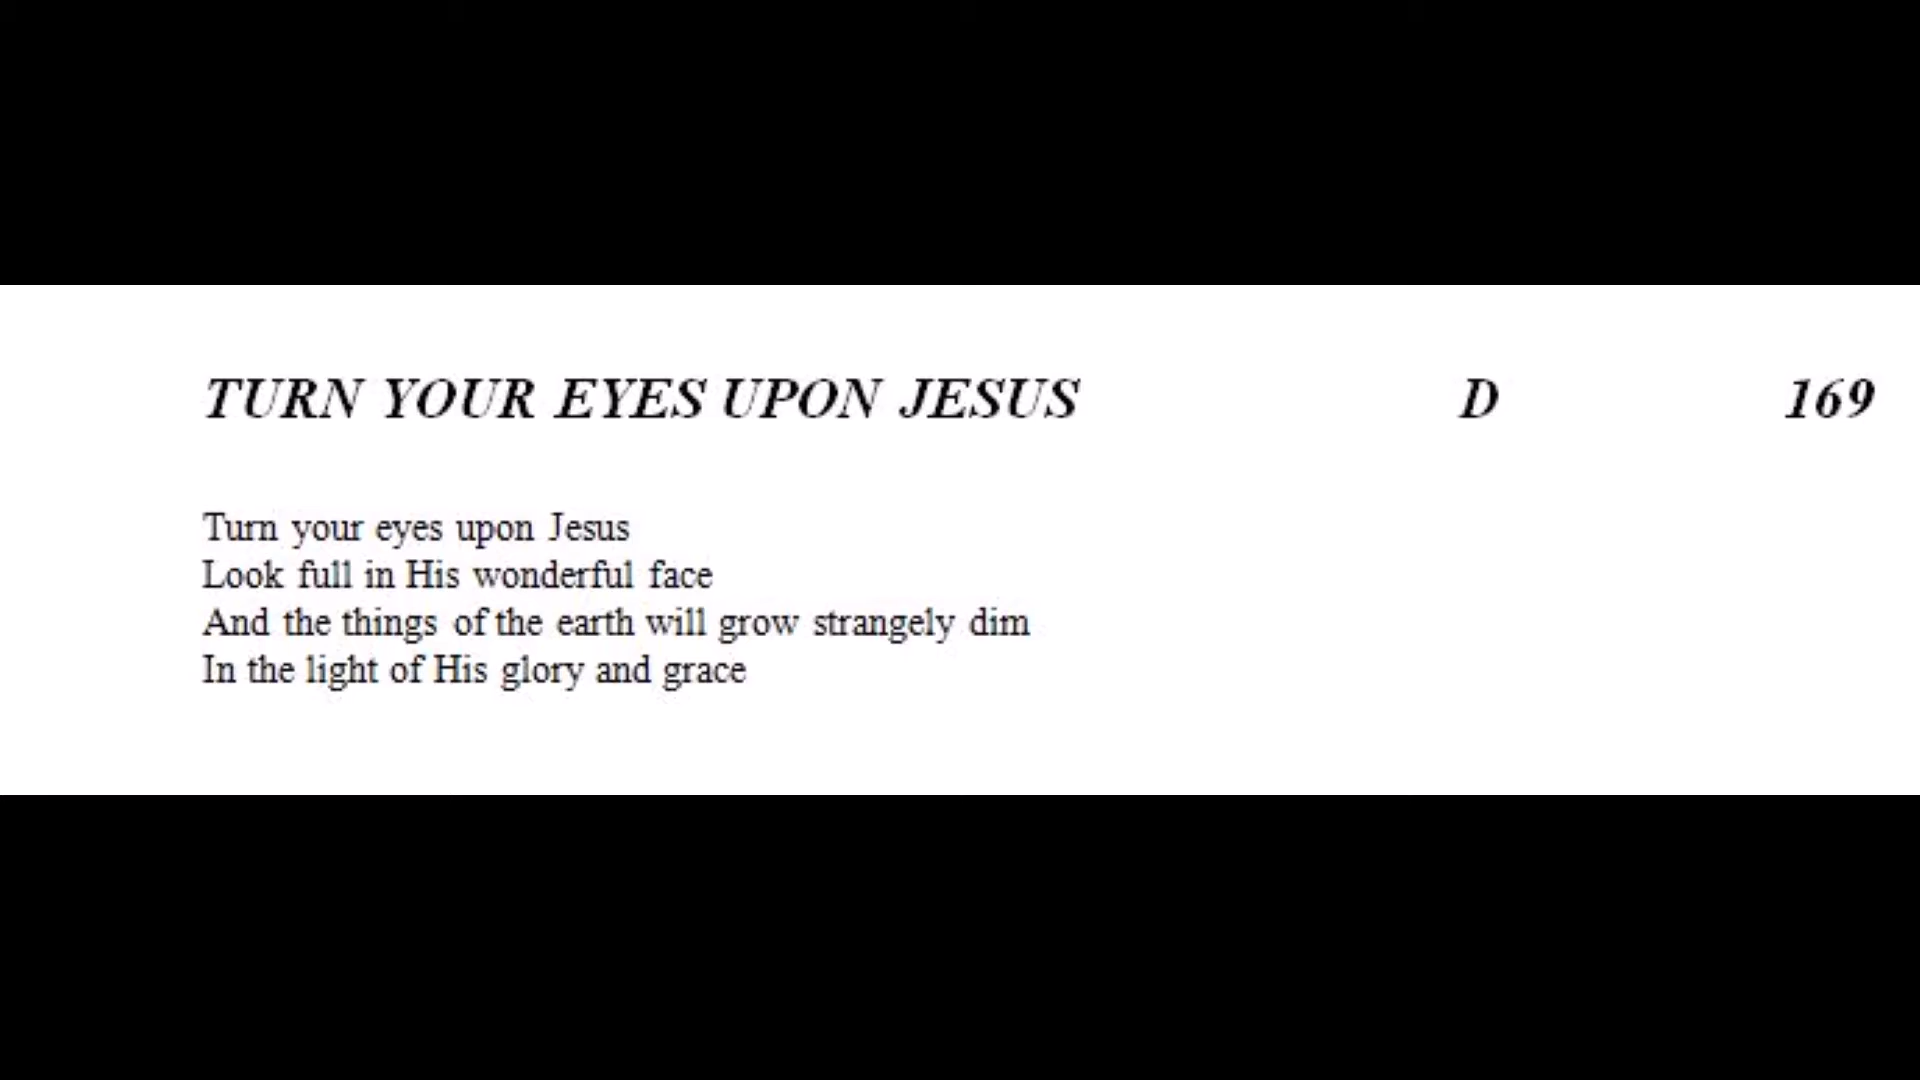 TURN YOUR EYES UPON JESUS D 169
Turn your eyes upon Jesus
Look full in His wonderful face
And the things of the earth will grow strangely dim
In the light of His glory and grace